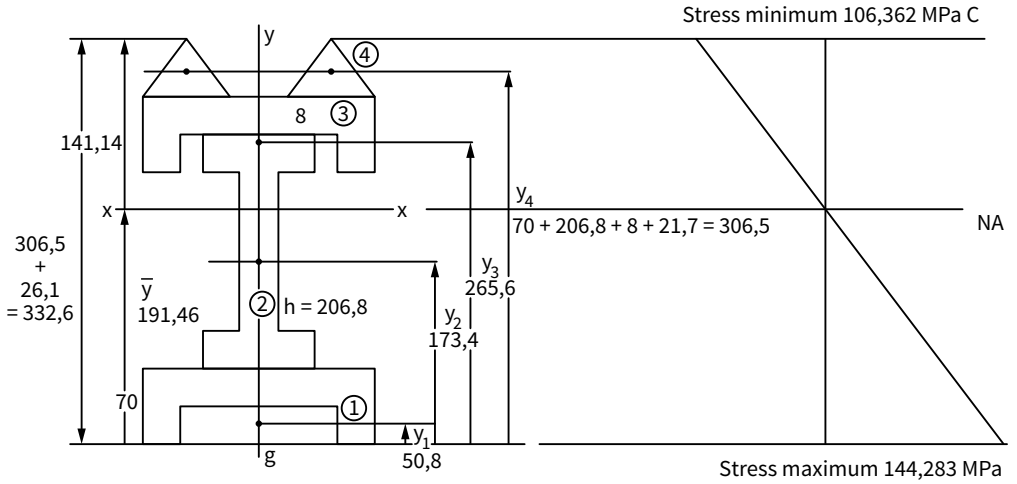 Stress minimum 106,362 MPa C
y
④
8
③
141,14
x
x
y4
70 + 206,8 + 8 + 21,7 = 306,5
NA
306,5
+
26,1
= 332,6
y̅
191,46
②
h = 206,8
y3
265,6
y2
173,4
70
①
y1
50,8
g
Stress maximum 144,283 MPa